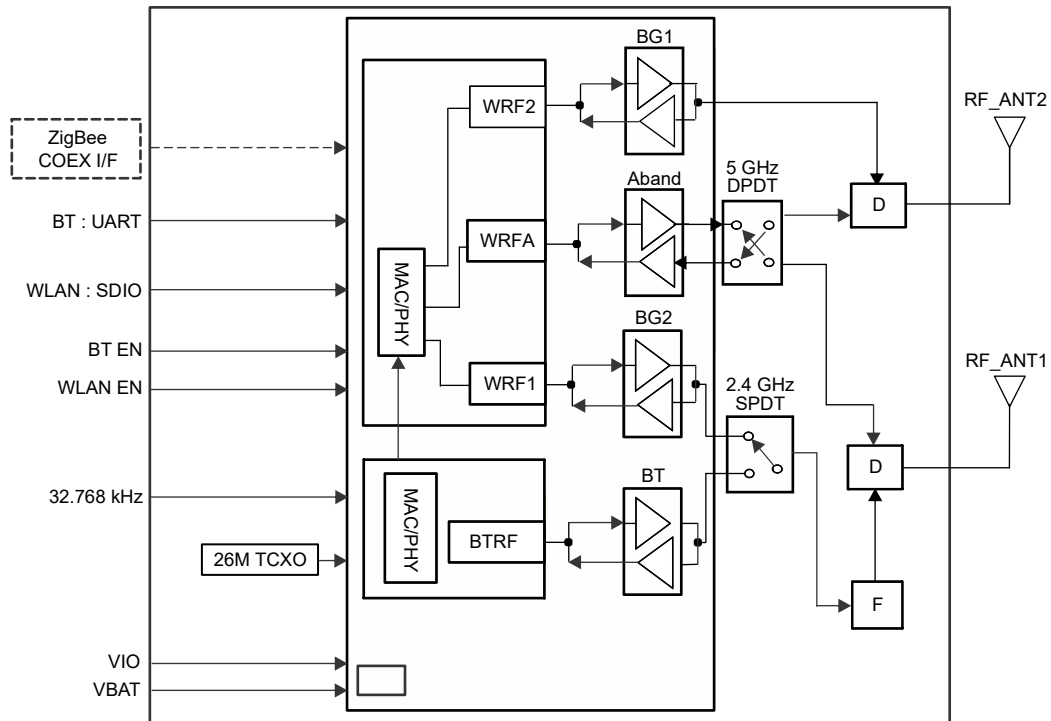 BG1
RF_ANT2
WRF2
ZigBee
COEX I/F
5 GHz
DPDT
Aband
D
BT : UART
WRFA
MAC/PHY
WLAN : SDIO
BG2
BT EN
RF_ANT1
WLAN EN
WRF1
2.4 GHz
SPDT
D
BT
32.768 kHz
MAC/PHY
BTRF
26M TCXO
F
VIO
VBAT